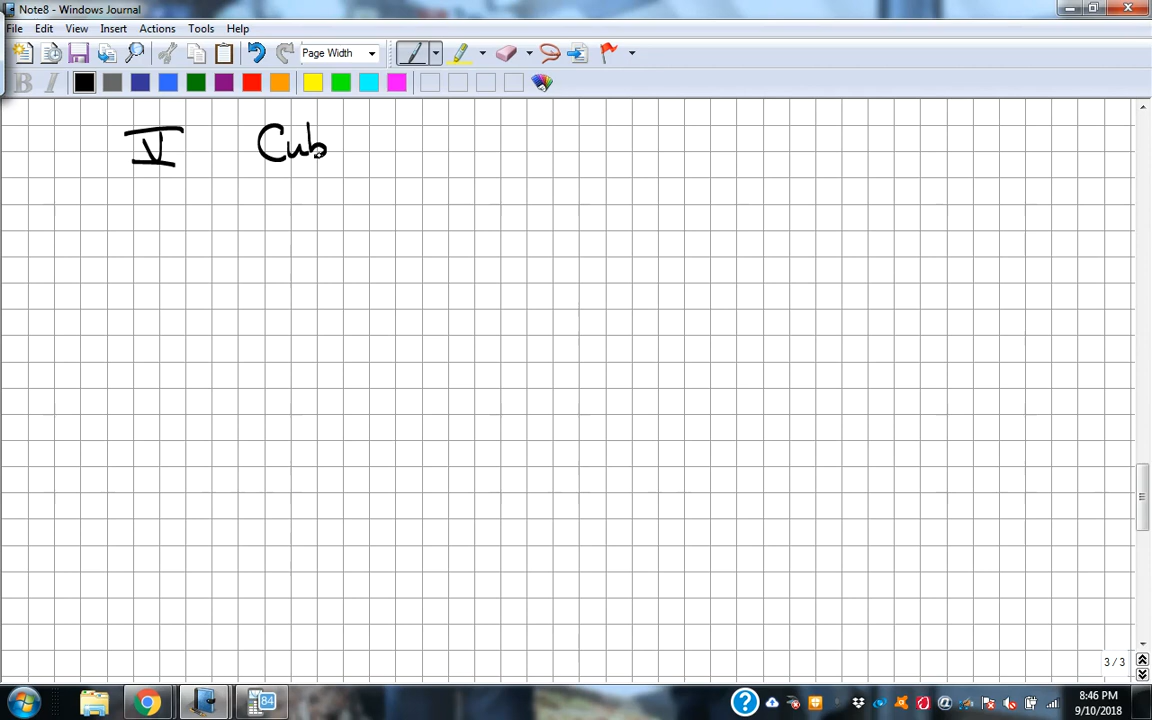 Note8 - Windows Journal
File Edit View Insert Actions Tools Help
Page Width
B I
V Cub
3 / 3
84
8:46 PM
9/10/2018